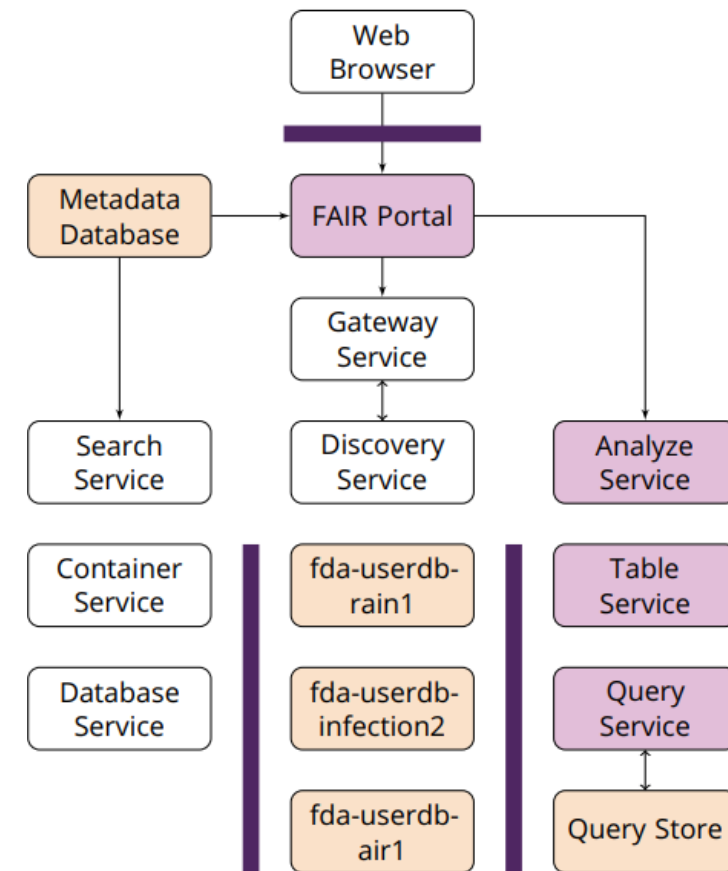 Web
Browser
Metadata
Database
FAIR Portal
Gateway
Service
Search
Service
Discovery
Service
Analyze
Service
Container
Service
fda-userdb-
rain1
Table
Service
Database
Service
fda-userdb-
infection2
Query
Service
fda-userdb-
air1
Query Store